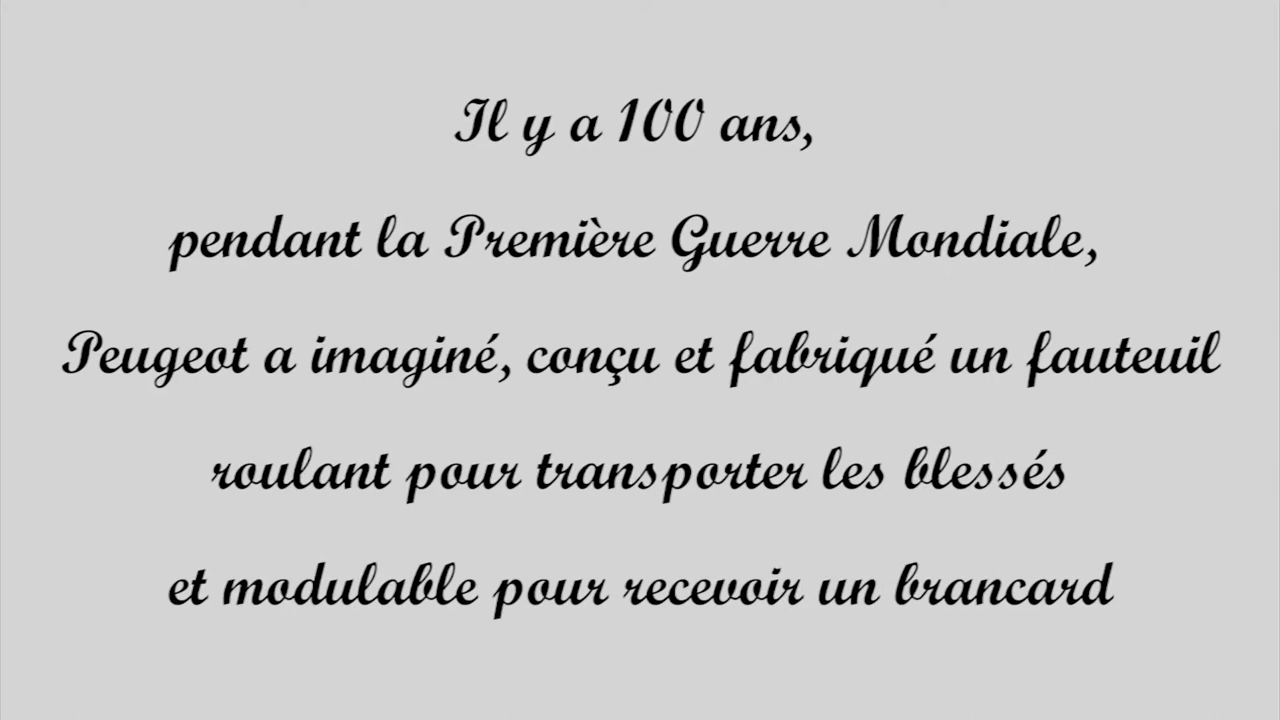 Il y a 100 ans,
pendant la Première Guerre Mondiale,
Peugeot a imaginé, conçu et fabriqué un fauteuil
roulant pour transporter les blessés
et modulable pour recevoir un brancard